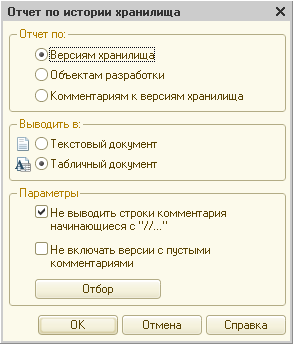 Отчет по истории хранилища
Отчет по:
Версиям хранилища
Объектам разработки
Комментариям к версиям хранилища
Выводить в:
Текстовый документ
Табличный документ
Параметры
Не выводить строки комментария
начинающиеся с "//..."
Не включать версии с пустыми
комментариями
Отбор
OK
Отмена
Справка